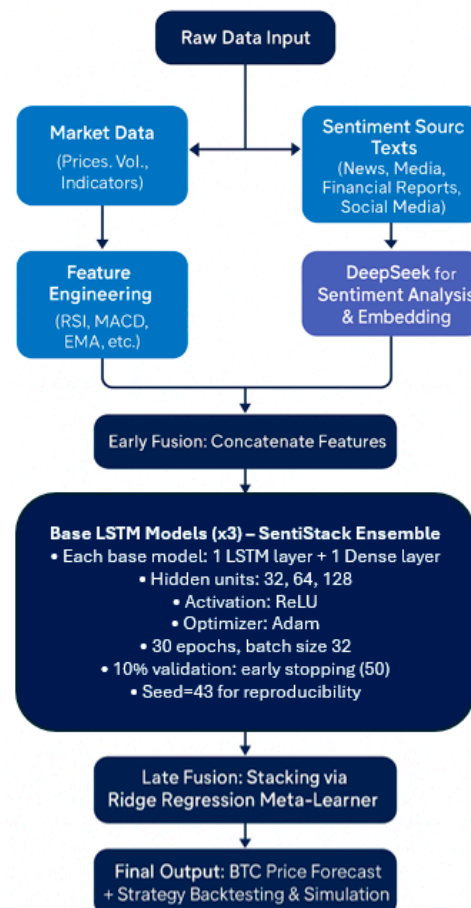 Raw Data Input
Market Data
(Prices. Vol.,
Indicators)
Sentiment Sourc
Texts
(News, Media,
Financial Reports,
Social Media)
Feature
Engineering
(RSI, MACD,
EMA, etc.)
DeepSeek for
Sentiment Analysis
& Embedding
Early Fusion: Concatenate Features
Base LSTM Models (x3) – SentiStack Ensemble
• Each base model: 1 LSTM layer + 1 Dense layer
• Hidden units: 32, 64, 128
• Activation: ReLU
• Optimizer: Adam
• 30 epochs, batch size 32
• 10% validation: early stopping (50)
• Seed=43 for reproducibility
Late Fusion: Stacking via
Ridge Regression Meta-Learner
Final Output: BTC Price Forecast
+ Strategy Backtesting & Simulation